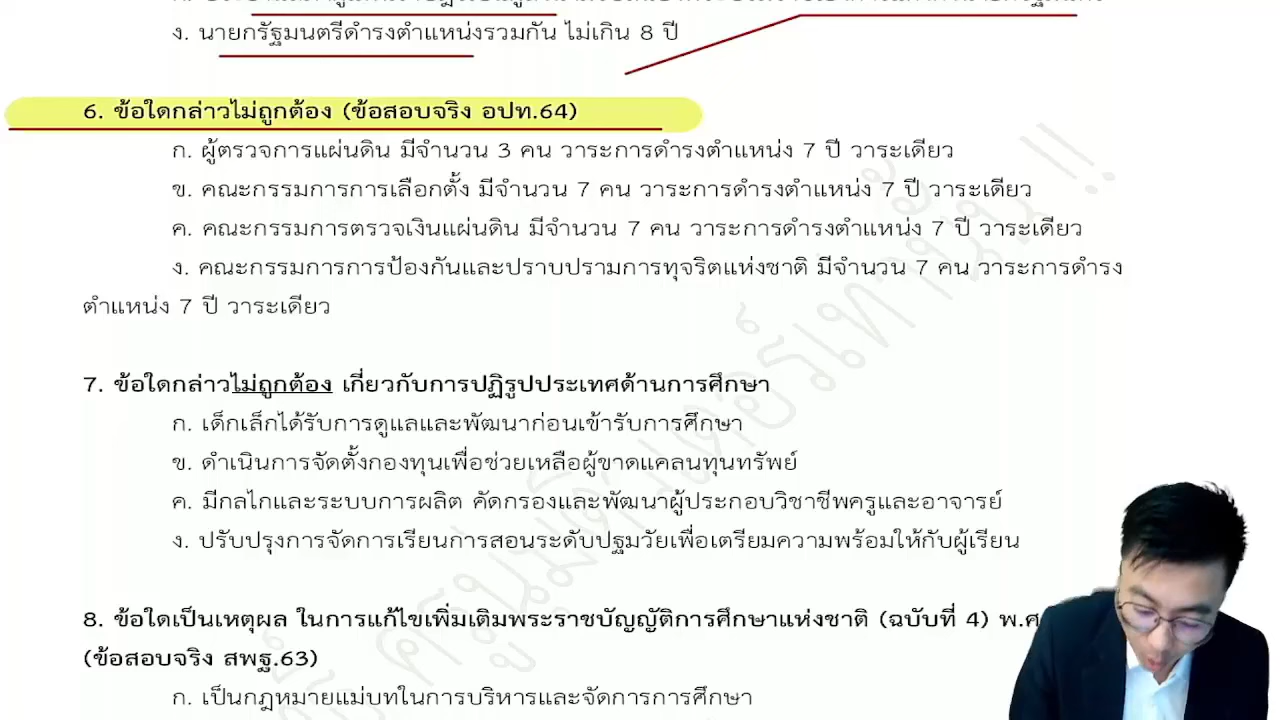 ง. นายกรัฐมนตรีดำรงตำแหน่งรวมกัน ไม่เกิน 8 ปี
6. ข้อใดกล่าวไม่ถูกต้อง (ข้อสอบจริง อปท.64)
ก. ผู้ตรวจการแผ่นดิน มีจำนวน 3 คน วาระการดำรงตำแหน่ง 7 ปี วาระเดียว
ข. คณะกรรมการการเลือกตั้ง มีจำนวน 7 คน วาระการดำรงตำแหน่ง 7 ปี วาระเดียว
ค. คณะกรรมการตรวจเงินแผ่นดิน มีจำนวน 7 คน วาระการดำรงตำแหน่ง 7 ปี วาระเดียว
ง. คณะกรรมการการป้องกันและปราบปรามการทุจริตแห่งชาติ มีจำนวน 7 คน วาระการดำรง
ตำแหน่ง 7 ปี วาระเดียว
7. ข้อใดกล่าวไม่ถูกต้อง เกี่ยวกับการปฏิรูปประเทศด้านการศึกษา
ก. เด็กเล็กได้รับการดูแลและพัฒนาก่อนเข้ารับการศึกษา
ข. ดำเนินการจัดตั้งกองทุนเพื่อช่วยเหลือผู้ขาดแคลนทุนทรัพย์
ค. มีกลไกและระบบการผลิต คัดกรองและพัฒนาผู้ประกอบวิชาชีพครูและอาจารย์
ง. ปรับปรุงการจัดการเรียนการสอนระดับปฐมวัยเพื่อเตรียมความพร้อมให้กับผู้เรียน
8. ข้อใดเป็นเหตุผล ในการแก้ไขเพิ่มเติมพระราชบัญญัติการศึกษาแห่งชาติ (ฉบับที่ 4) พ.ศ
(ข้อสอบจริง สพฐ.63)
ก. เป็นกฎหมายแม่บทในการบริหารและจัดการการศึกษา